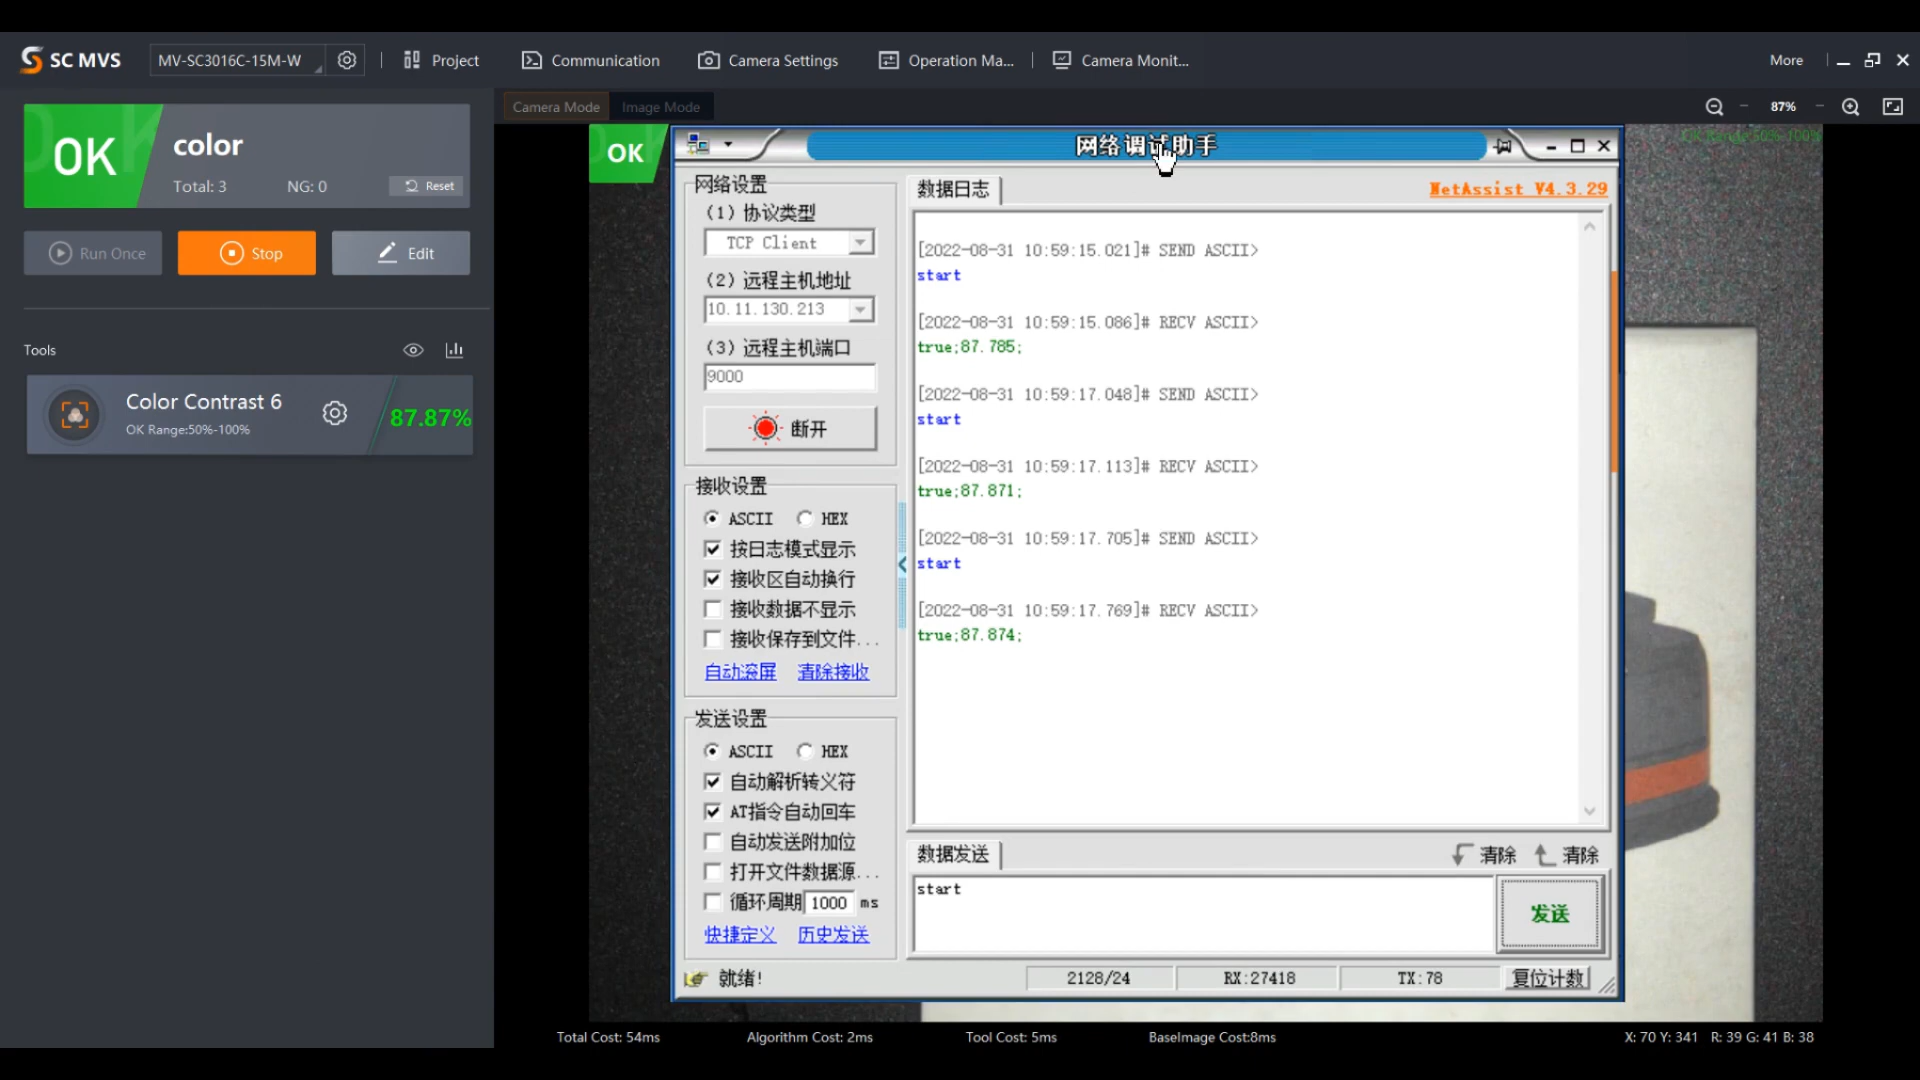 SC MVS
MV-SC3016C-15M-W
Project
Communication
Camera Settings
Operation Ma...
Camera Monit...
More
OK
color
Total: 3
NG: 0
Reset
Run Once
Stop
Edit
Tools
Color Contrast 6
OK Range:50%-100%
87.87%
Camera Mode
Image Mode
87%
OK
网络调试助手
网络设置
(1) 协议类型
TCP Client
(2) 远程主机地址
10.11.130.213
(3) 远程主机端口
9000
断开
接收设置
ASCII HEX
按日志模式显示
接收区自动换行
接收数据不显示
接收保存到文件...
自动滚屏 清除接收
发送设置
ASCII HEX
自动解析转义符
AT指令自动回车
自动发送附加位
打开文件数据源...
循环周期 1000 ms
快捷定义 历史发送
数据日志
NetAssist V4.3.29
[2022-08-31 10:59:15.021]# SEND ASCII>
start
[2022-08-31 10:59:15.086]# RECV ASCII>
true;87.785;
[2022-08-31 10:59:17.048]# SEND ASCII>
start
[2022-08-31 10:59:17.113]# RECV ASCII>
true;87.871;
[2022-08-31 10:59:17.705]# SEND ASCII>
start
[2022-08-31 10:59:17.769]# RECV ASCII>
true;87.874;
数据发送
清除 清除
start
发送
就绪!
2128/24
RX:27418
TX:78
复位计数
Total Cost: 54ms
Algorithm Cost: 2ms
Tool Cost: 5ms
BaseImage Cost:8ms
X: 70 Y: 341 R: 39 G: 41 B: 38